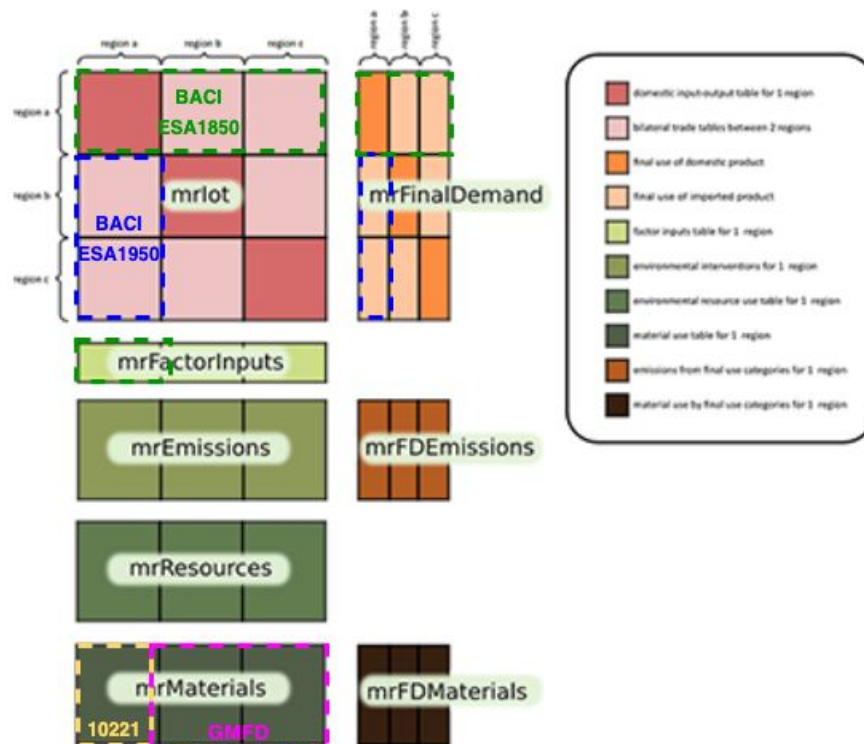 region a
region b
region c
region a
region b
region c
region a
region b
region c
BACI
ESA1850
mrIot
BACI
ESA1950
mrFinalDemand
mrFactorInputs
mrEmissions
mrFDEmissions
mrResources
mrMaterials
10221
GMFD
mrFDMaterials
domestic input-output table for 1 region
bilateral trade tables between 2 regions
final use of domestic product
final use of imported product
factor inputs table for 1 region
environmental interventions for 1 region
environmental resource use table for 1 region
material use table for 1 region
emissions from final use categories for 1 region
material use by final use categories for 1 region